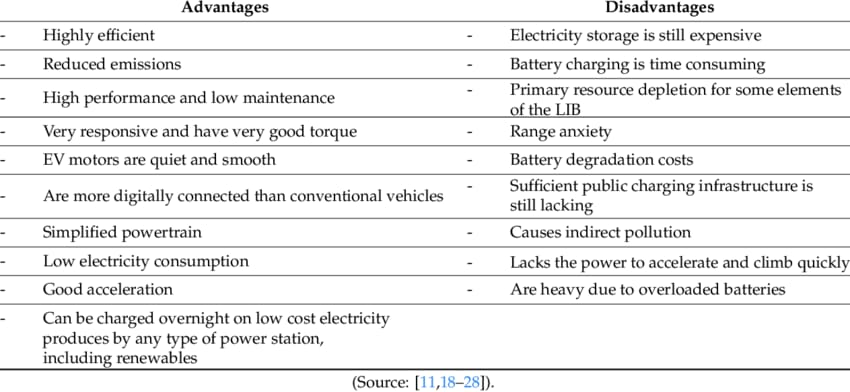 Advantages Disadvantages
- Highly efficient - Electricity storage is still expensive
- Reduced emissions - Battery charging is time consuming
- High performance and low maintenance - Primary resource depletion for some elements
of the LIB
- Very responsive and have very good torque - Range anxiety
- EV motors are quiet and smooth - Battery degradation costs
- Are more digitally connected than conventional vehicles - Sufficient public charging infrastructure is
still lacking
- Simplified powertrain - Causes indirect pollution
- Low electricity consumption - Lacks the power to accelerate and climb quickly
- Good acceleration - Are heavy due to overloaded batteries
- Can be charged overnight on low cost electricity
produces by any type of power station,
including renewables
(Source: [11,18–28]).